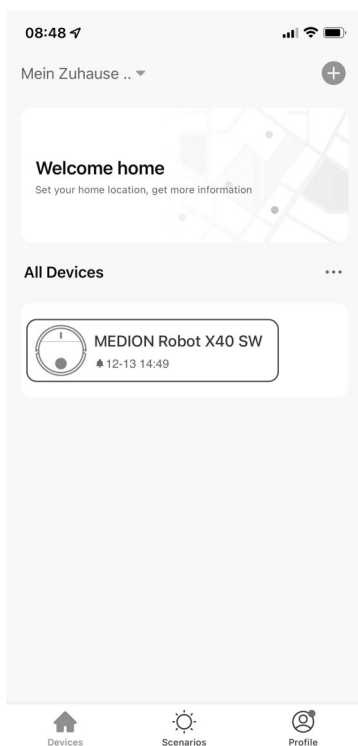 08:48
Mein Zuhause ..
Welcome home
Set your home location, get more information
All Devices
MEDION Robot X40 SW
12-13 14:49
Devices Scenarios Profile